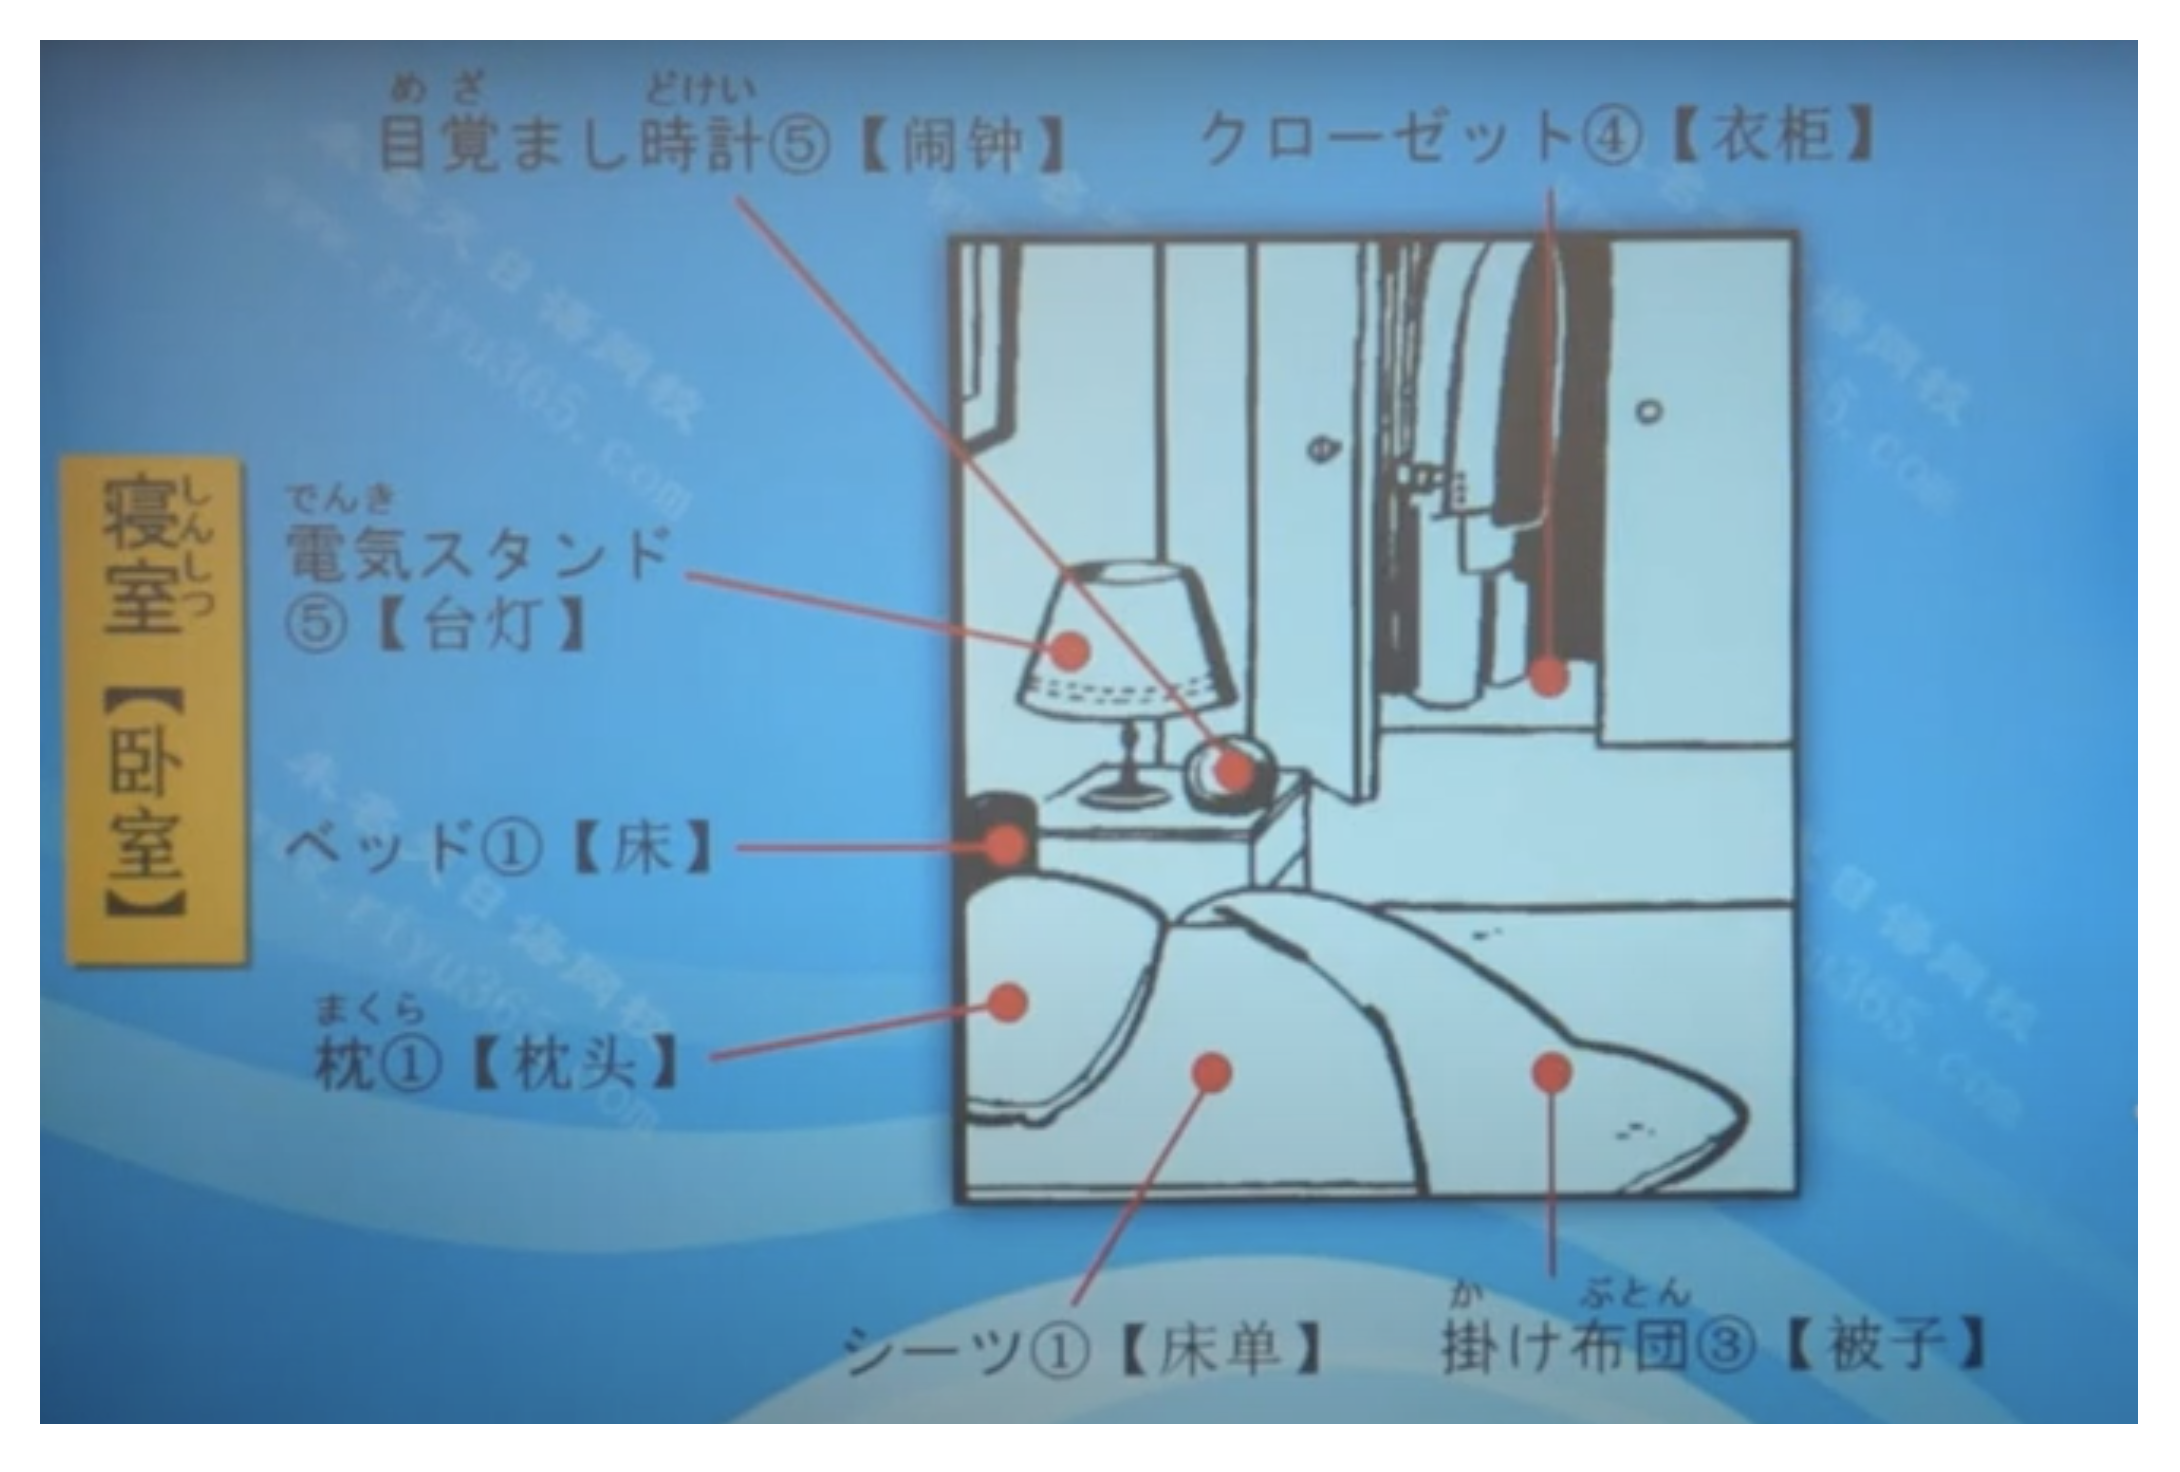 めざ どけい
目覚まし時計⑤【闹钟】
クローゼット④【衣柜】
しんしつ
寝室【卧室】
でんき
電気スタンド
⑤【台灯】
ベッド①【床】
まくら
枕①【枕头】
シーツ①【床单】
か ぶとん
掛け布団③【被子】